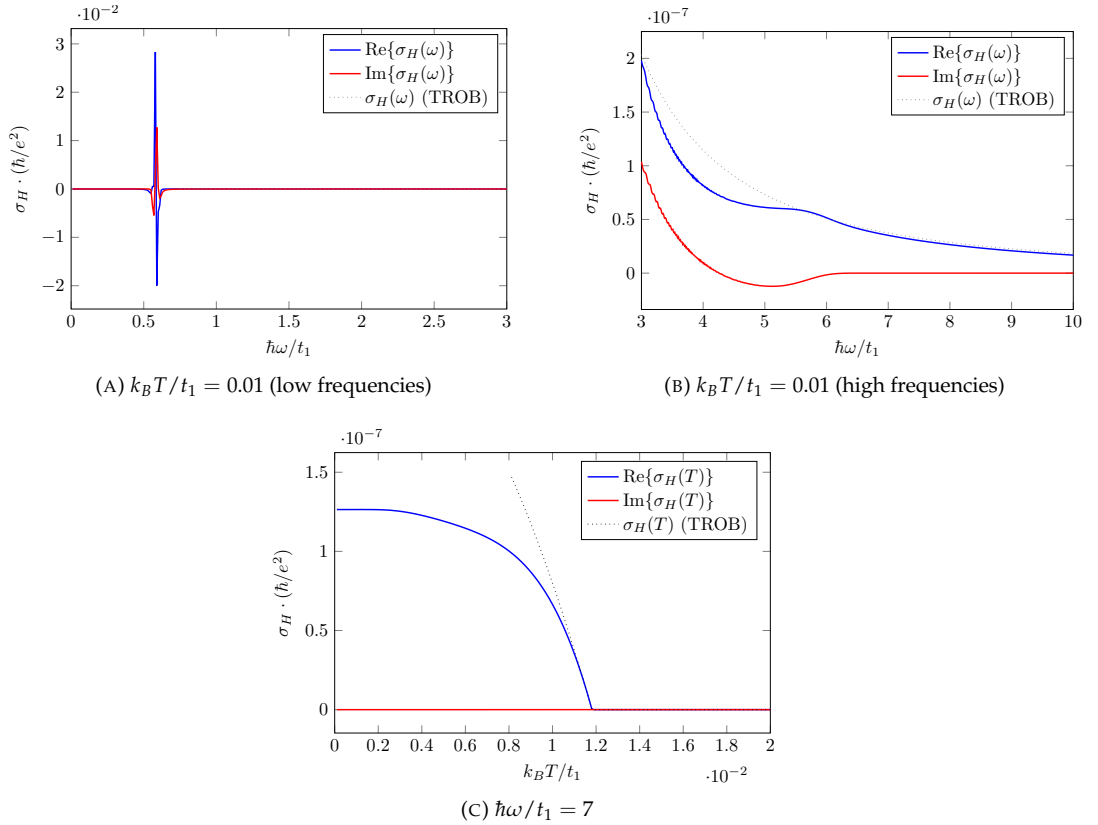 ·10⁻²
3
2
1
0
−1
−2
σ_H · (ħ/e²)
Re{σ_H(ω)}
Im{σ_H(ω)}
σ_H(ω) (TROB)
0 0.5 1 1.5 2 2.5 3
ħω/t₁
(A) k_BT/t₁ = 0.01 (low frequencies)
·10⁻⁷
2
1.5
1
0.5
0
σ_H · (ħ/e²)
Re{σ_H(ω)}
Im{σ_H(ω)}
σ_H(ω) (TROB)
3 4 5 6 7 8 9 10
ħω/t₁
(B) k_BT/t₁ = 0.01 (high frequencies)
·10⁻⁷
1.5
1
0.5
0
σ_H · (ħ/e²)
Re{σ_H(T)}
Im{σ_H(T)}
σ_H(T) (TROB)
0 0.2 0.4 0.6 0.8 1 1.2 1.4 1.6 1.8 2
k_BT/t₁
·10⁻²
(C) ħω/t₁ = 7